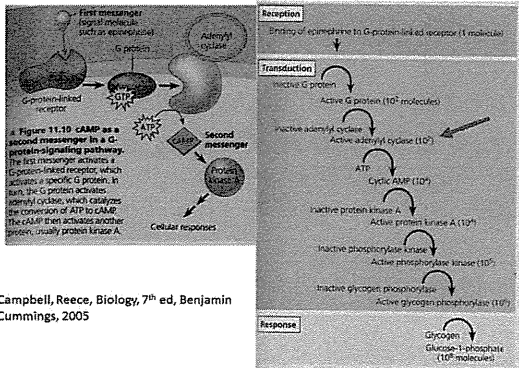 First messenger
(signal molecule
such as epinephrine)
G protein
Adenylyl
cyclase
G-protein-linked
receptor
GTP
ATP
cAMP
Second
messenger
Protein
kinase A
Cellular responses
▲ Figure 11.10 cAMP as a
second messenger in a G-
protein-signaling pathway.
The first messenger activates a
G-protein-linked receptor, which
activates a specific G protein. In
turn, the G protein activates
adenylyl cyclase, which catalyzes
the conversion of ATP to cAMP.
The cAMP then activates another
protein, usually protein kinase A.
Campbell, Reece, Biology, 7th ed, Benjamin
Cummings, 2005
Reception
Binding of epinephrine to G-protein-linked receptor (1 molecule)
Transduction
Inactive G protein
Active G protein (10² molecules)
Inactive adenylyl cyclase
Active adenylyl cyclase (10²)
ATP
Cyclic AMP (10⁴)
Inactive protein kinase A
Active protein kinase A (10⁴)
Inactive phosphorylase kinase
Active phosphorylase kinase (10⁵)
Inactive glycogen phosphorylase
Active glycogen phosphorylase (10⁶)
Response
Glycogen
Glucose-1-phosphate
(10⁸ molecules)